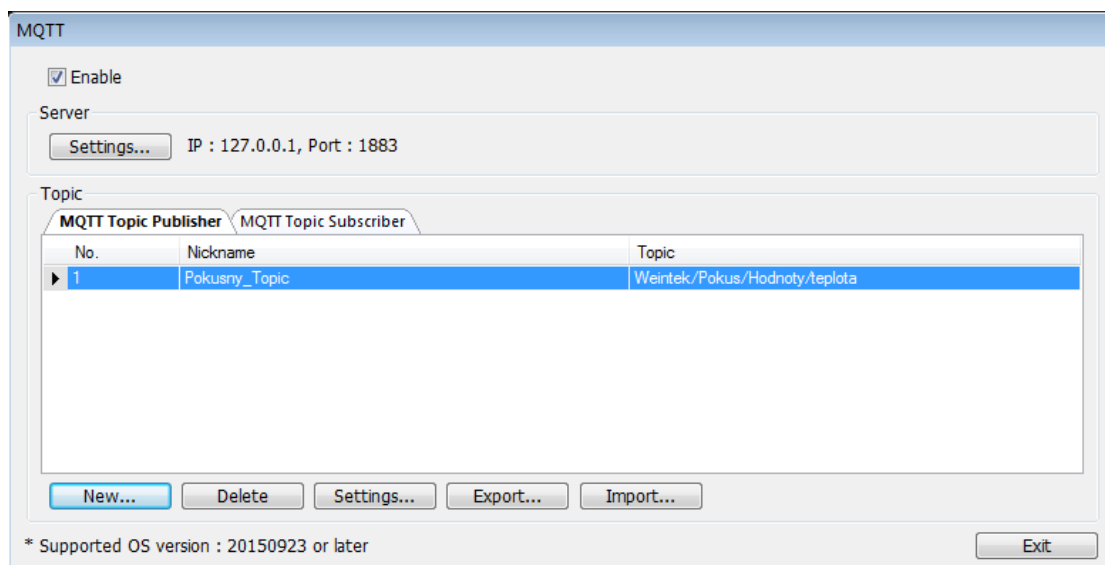 MQTT
Enable
Server
Settings... IP : 127.0.0.1, Port : 1883
Topic
MQTT Topic Publisher MQTT Topic Subscriber
No. Nickname Topic
1 Pokusny_Topic Weintek/Pokus/Hodnoty/teplota
New... Delete Settings... Export... Import...
* Supported OS version : 20150923 or later Exit